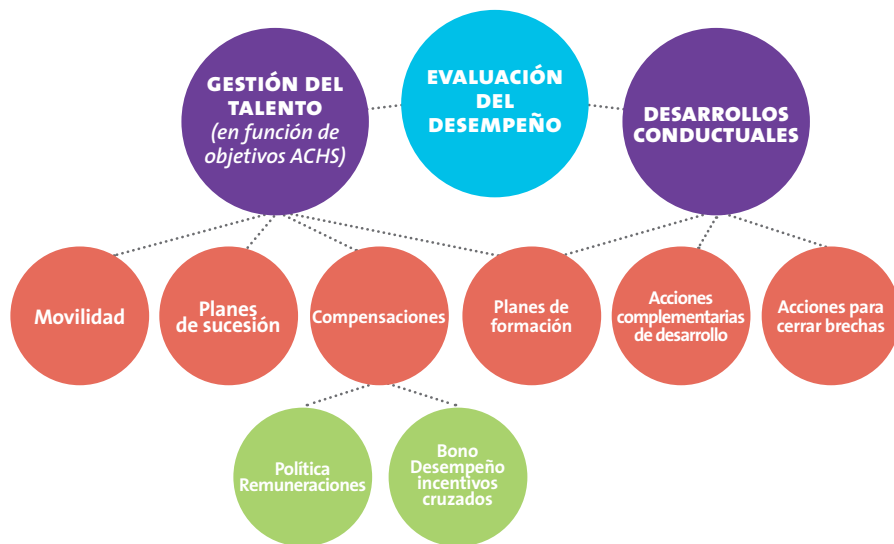 GESTIÓN DEL
TALENTO
(en función de
objetivos ACHS)
EVALUACIÓN
DEL
DESEMPEÑO
DESARROLLOS
CONDUCTUALES
Movilidad
Planes
de sucesión
Compensaciones
Planes de
formación
Acciones
complementarias
de desarrollo
Acciones para
cerrar brechas
Política
Remuneraciones
Bono
Desempeño
incentivos
cruzados